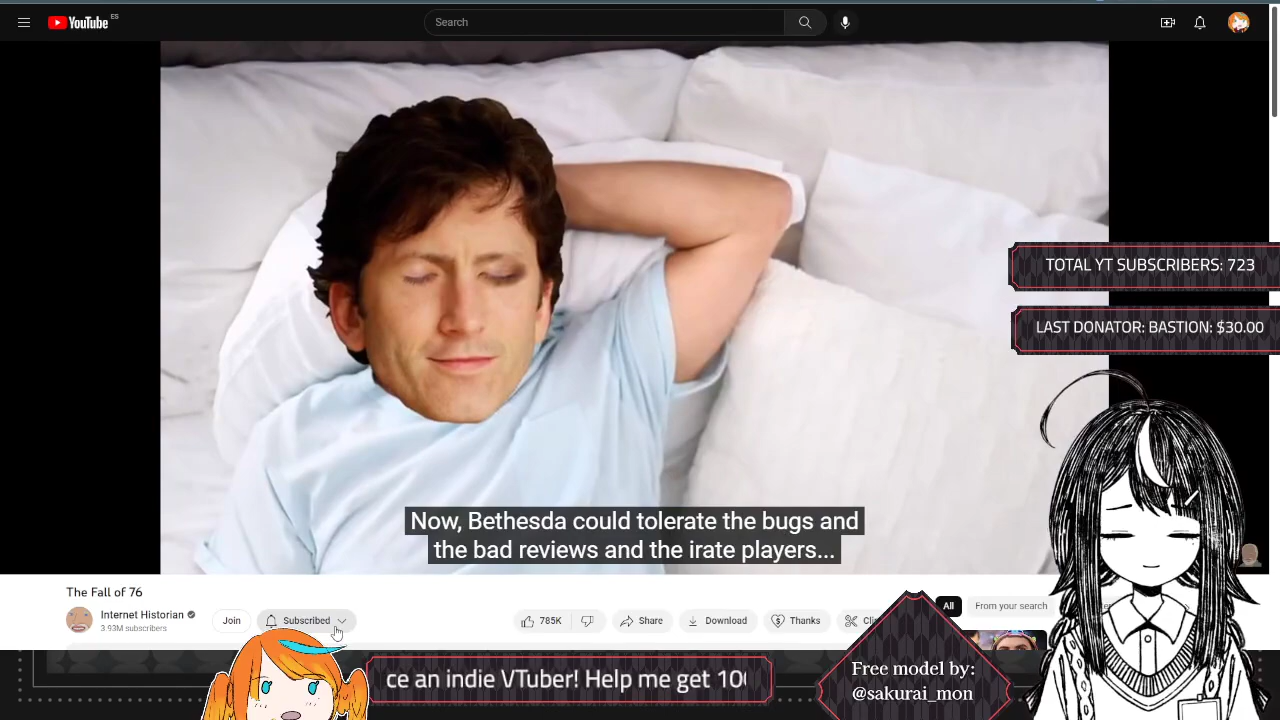 YouTube ES
Search
TOTAL YT SUBSCRIBERS: 723
LAST DONATOR: BASTION: $30.00
Now, Bethesda could tolerate the bugs and
the bad reviews and the irate players...
The Fall of 76
Internet Historian
3.93M subscribers
Join
Subscribed
785K
Share
Download
Thanks
All
From your search
ce an indie VTuber! Help me get 10
Free model by:
@sakurai_mon